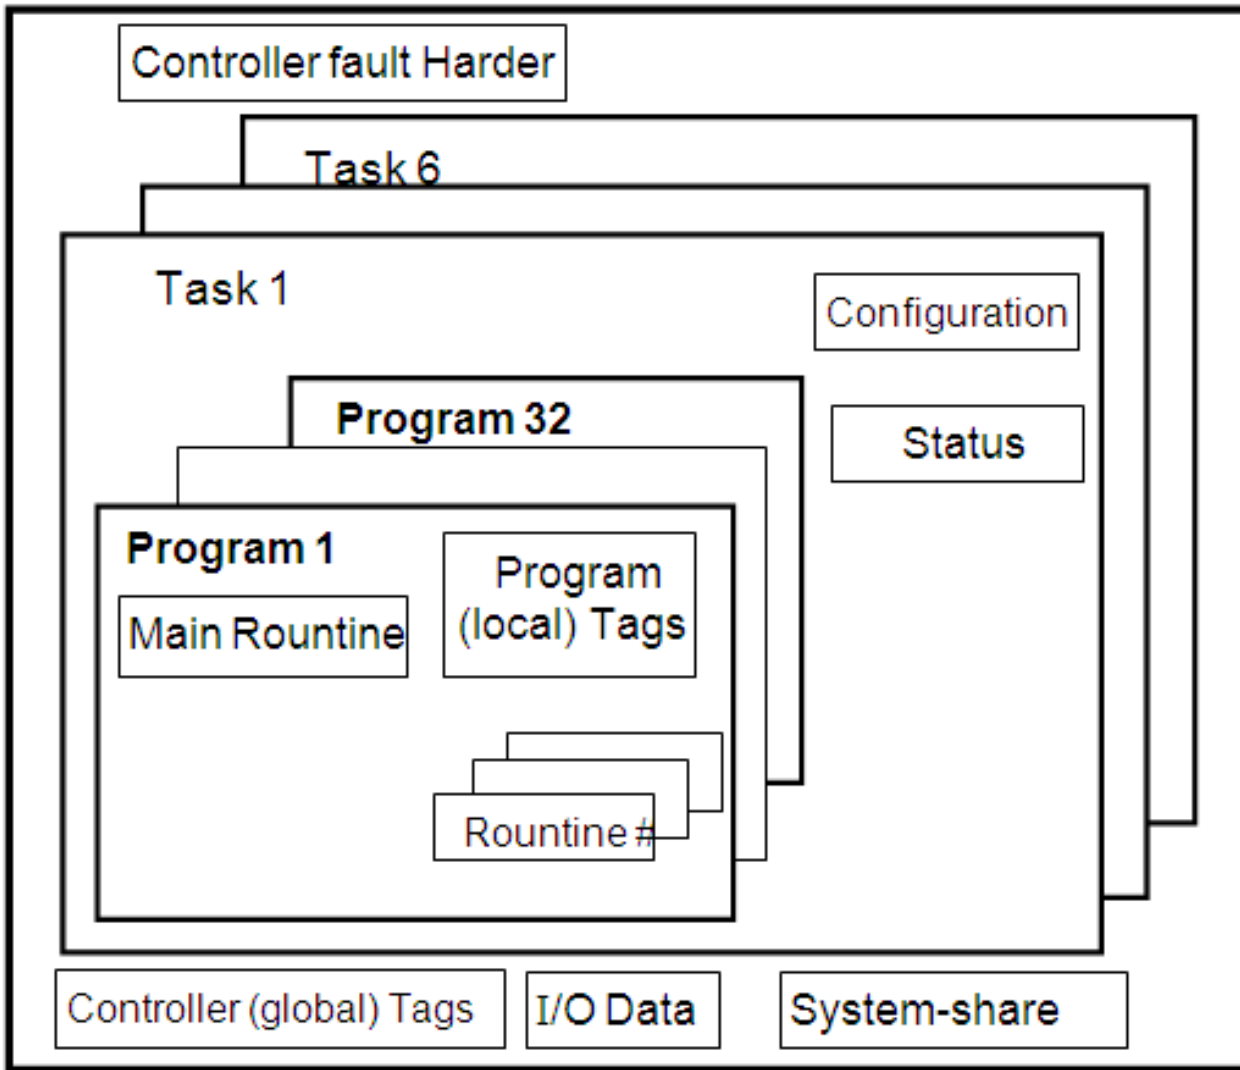 Controller fault Harder
Task 6
Task 1
Configuration
Program 32
Status
Program 1
Program
(local) Tags
Main Rountine
Rountine #
Controller (global) Tags
I/O Data
System-share